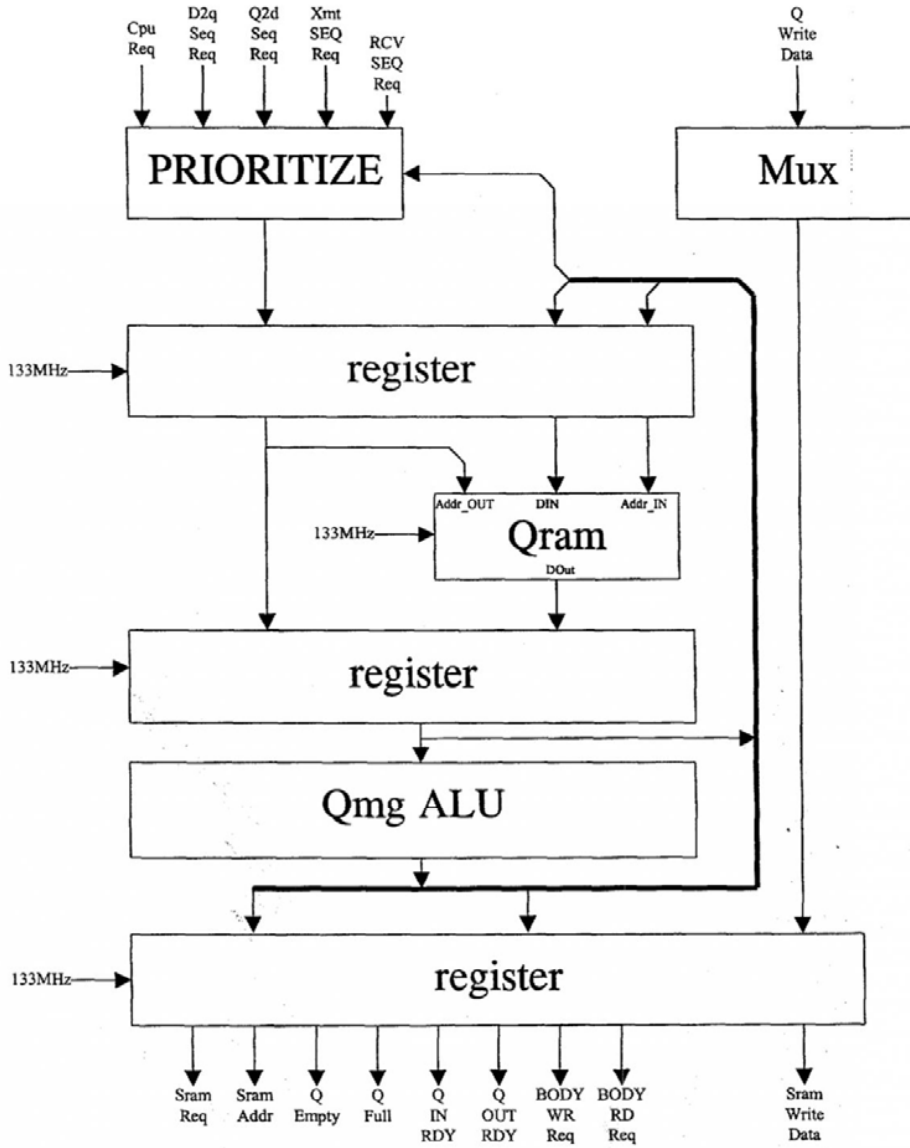 Cpu
Req
D2q
Seq
Req
Q2d
Seq
Req
Xmt
SEQ
Req
RCV
SEQ
Req
Q
Write
Data
PRIORITIZE
Mux
133MHz
register
Addr_OUT
DIN
Addr_IN
133MHz
Qram
DOut
133MHz
register
Qmg ALU
133MHz
register
Sram
Req
Sram
Addr
Q
Empty
Q
Full
Q
IN
RDY
Q
OUT
RDY
BODY
WR
Req
BODY
RD
Req
Sram
Write
Data